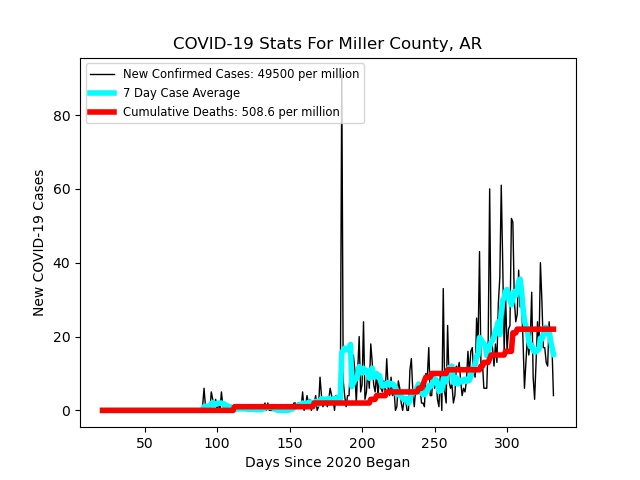 COVID-19 Stats For Miller County, AR
New Confirmed Cases: 49500 per million
7 Day Case Average
Cumulative Deaths: 508.6 per million
New COVID-19 Cases
80
60
40
20
0
50 100 150 200 250 300
Days Since 2020 Began